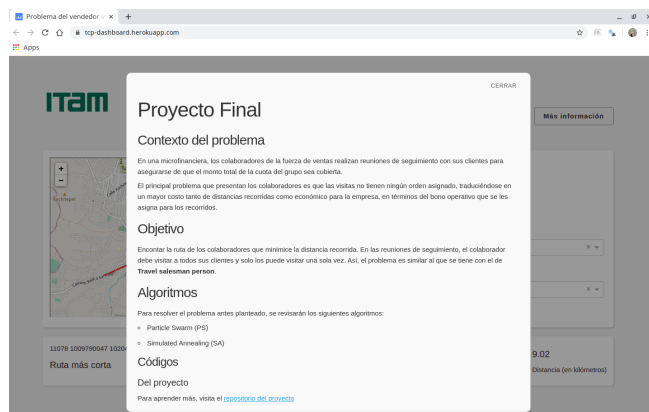 Problema del vendedor v
tcp-dashboard.herokuapp.com
Apps
CERRAR
ITAM
Proyecto Final
Más información
Contexto del problema
En una microfinanciera, los colaboradores de la fuerza de ventas realizan reuniones de seguimiento con sus clientes para
asegurarse de que el monto total de la cuota del grupo sea cubierta.
El principal problema que presentan los colaboradores es que las visitas no tienen ningún orden asignado, traduciéndose en
un mayor costo tanto de distancias recorridas como económico para la empresa, en términos del bono operativo que se les
asigna para los recorridos.
Objetivo
Encontar la ruta de los colaboradores que minimice la distancia recorrida. En las reuniones de seguimiento, el colaborador
debe visitar a todos sus clientes y solo los puede visitar una sola vez. Así, el problema es similar al que se tiene con el de
Travel salesman person.
Algoritmos
Para resolver el problema antes planteado, se revisarán los siguientes algoritmos:
Particle Swarm (PS)
Simulated Annealing (SA)
Códigos
Del proyecto
Para aprender más, visita el repositorio del proyecto
11078 1009790047 1020
Ruta más corta
9.02
Distancia (en kilómetros)